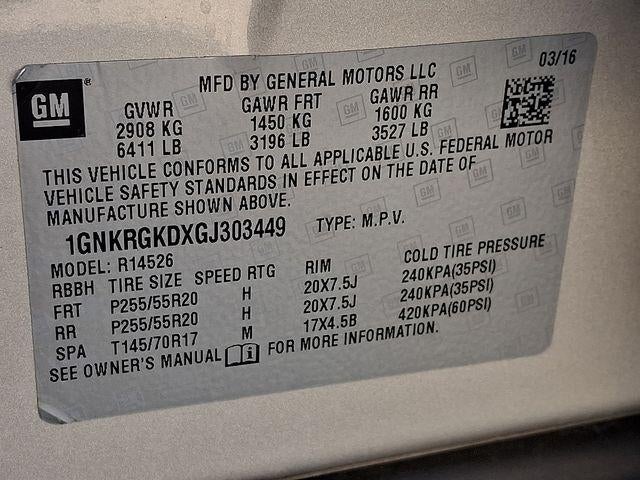 03/16
GM
MFD BY GENERAL MOTORS LLC
GVWR GAWR FRT GAWR RR
2908 KG 1450 KG 1600 KG
6411 LB 3196 LB 3527 LB
THIS VEHICLE CONFORMS TO ALL APPLICABLE U.S. FEDERAL MOTOR
VEHICLE SAFETY STANDARDS IN EFFECT ON THE DATE OF
MANUFACTURE SHOWN ABOVE.
1GNKRGKDXGJ303449 TYPE: M.P.V.
MODEL: R14526
RBBH TIRE SIZE SPEED RTG RIM COLD TIRE PRESSURE
FRT P255/55R20 H 20X7.5J 240KPA(35PSI)
RR P255/55R20 H 20X7.5J 240KPA(35PSI)
SPA T145/70R17 M 17X4.5B 420KPA(60PSI)
SEE OWNER'S MANUAL FOR MORE INFORMATION.